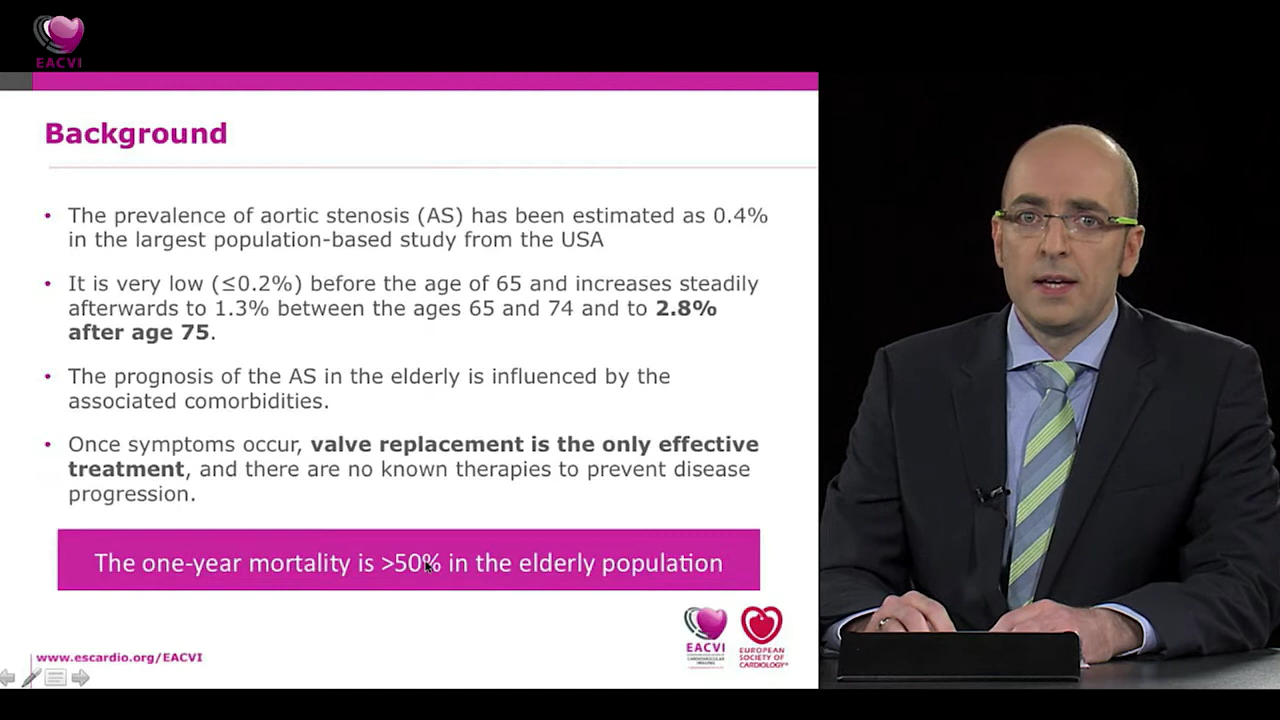 EACVI
Background
• The prevalence of aortic stenosis (AS) has been estimated as 0.4%
in the largest population-based study from the USA
• It is very low (≤0.2%) before the age of 65 and increases steadily
afterwards to 1.3% between the ages 65 and 74 and to 2.8%
after age 75.
• The prognosis of the AS in the elderly is influenced by the
associated comorbidities.
• Once symptoms occur, valve replacement is the only effective
treatment, and there are no known therapies to prevent disease
progression.
The one-year mortality is >50% in the elderly population
EACVI
EUROPEAN
SOCIETY OF
CARDIOLOGY®
www.escardio.org/EACVI